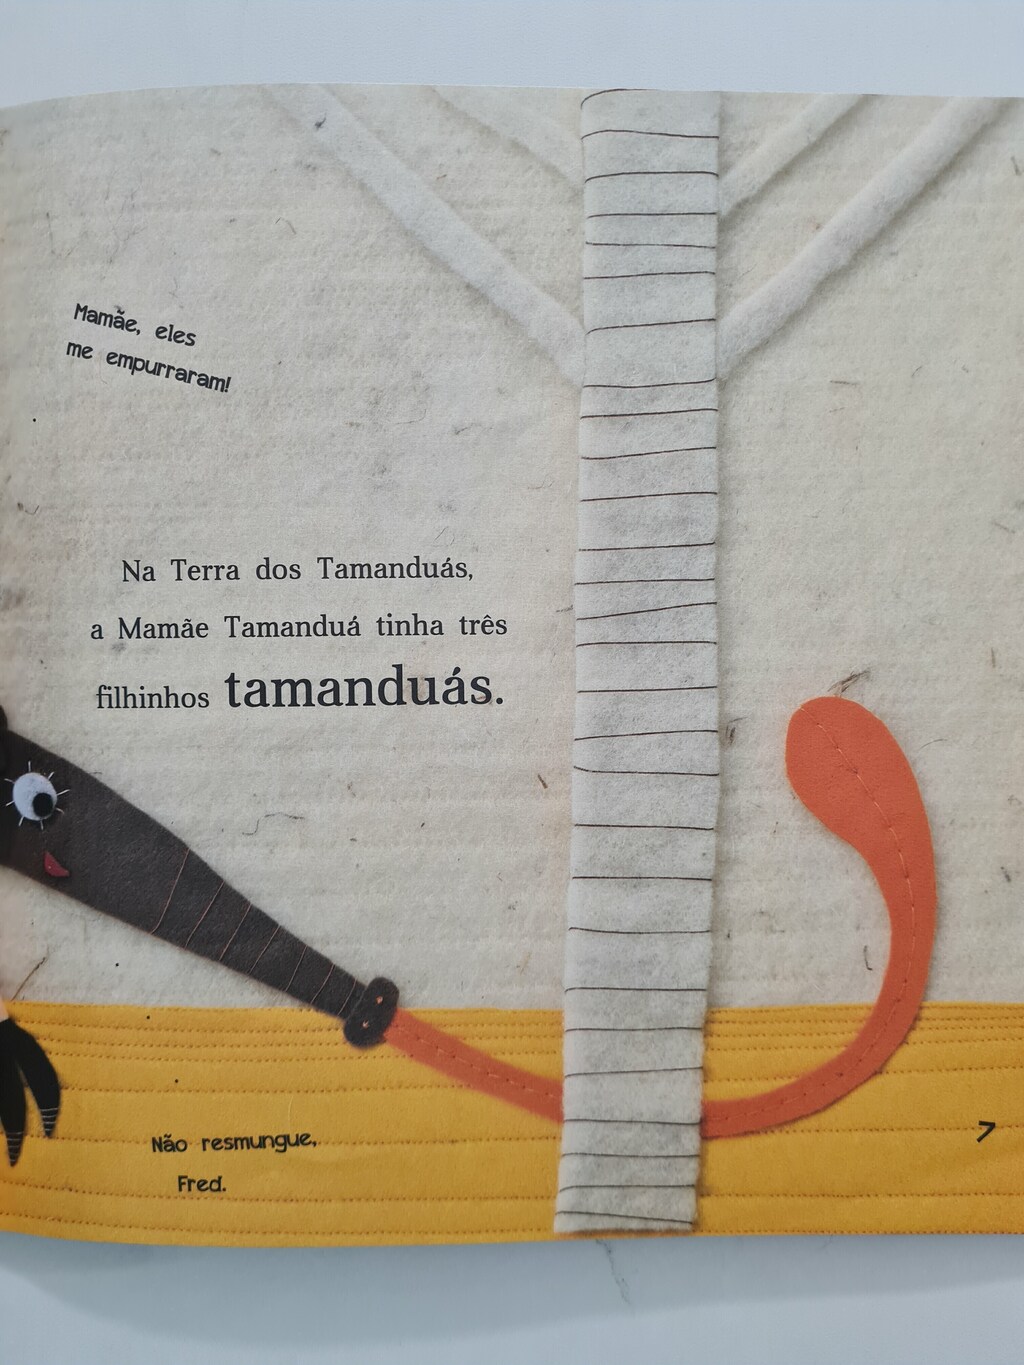 Mamãe, eles
me empurraram!
Na Terra dos Tamanduás,
a Mamãe Tamanduá tinha três
filhinhos tamanduás.
Não resmungue,
Fred.
7